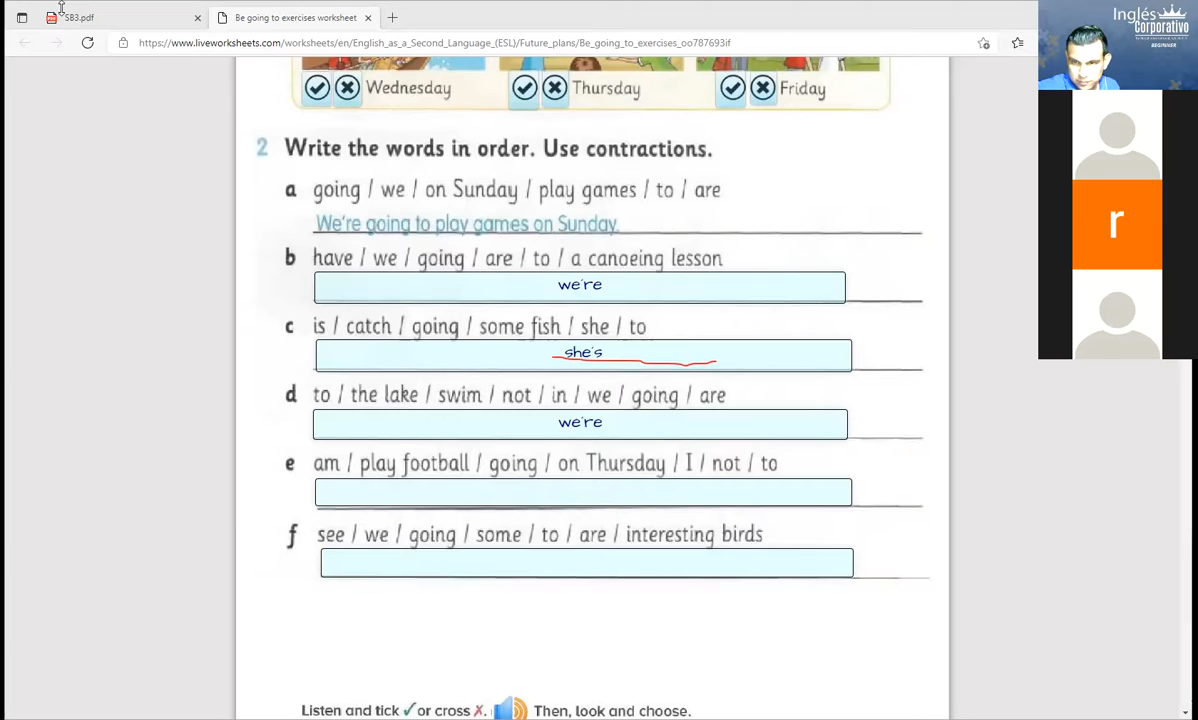 SB3.pdf
Be going to exercises worksheet
https://www.liveworksheets.com/worksheets/en/English_as_a_Second_Language_(ESL)/Future_plans/Be_going_to_exercises_oo787693if
Inglés
Corporativo
BEGINNER
Wednesday
Thursday
Friday
2 Write the words in order. Use contractions.
a going / we / on Sunday / play games / to / are
We're going to play games on Sunday.
b have / we / going / are / to / a canoeing lesson
we're
c is / catch / going / some fish / she / to
she's
d to / the lake / swim / not / in / we / going / are
we're
e am / play football / going / on Thursday / I / not / to
f see / we / going / some / to / are / interesting birds
r
Listen and tick ✓ or cross ✗. Then, look and choose.